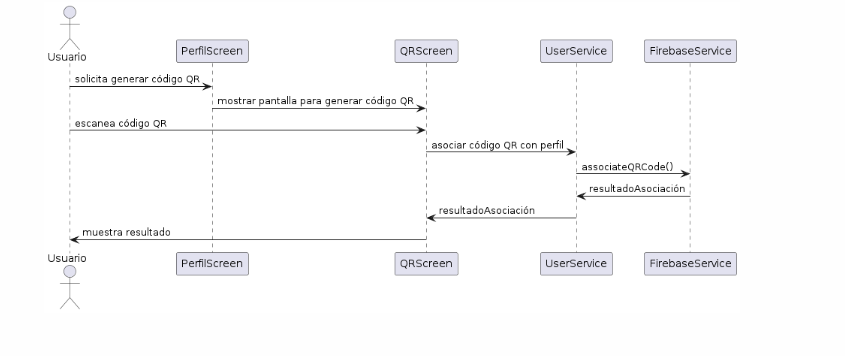 Usuario
PerfilScreen
QRScreen
UserService
FirebaseService
solicita generar código QR
mostrar pantalla para generar código QR
escanea código QR
asociar código QR con perfil
associateQRCode()
resultadoAsociación
resultadoAsociación
muestra resultado
Usuario
PerfilScreen
QRScreen
UserService
FirebaseService